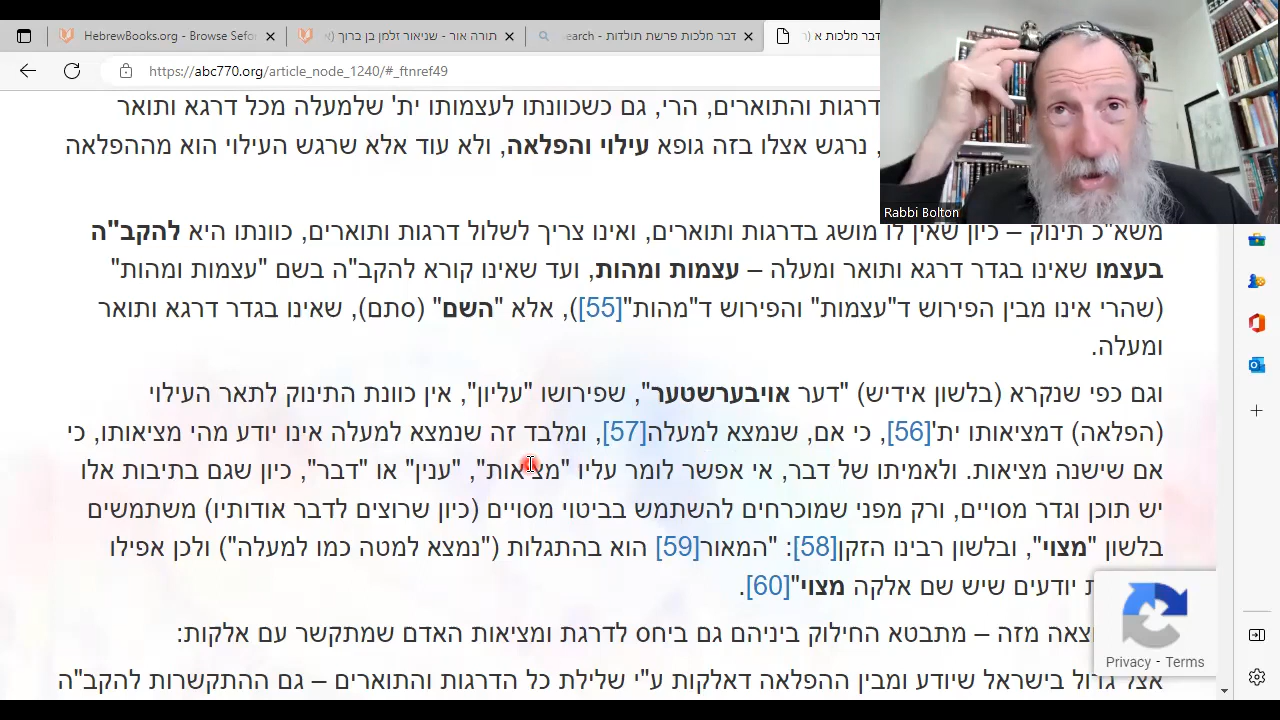 HebrewBooks.org - Browse Sefor
תורה אור - שניאור זלמן בן ברוך (א
דבר מלכות פרשת תולדות - earch
דבר מלכות א (ר
https://abc770.org/article_node_1240/#_ftnref49
דרגות והתוארים, הרי, גם כשכוונתו לעצמותו ית' שלמעלה מכל דרגא ותואר
, נרגש אצלו בזה גופא עילוי והפלאה, ולא עוד אלא שרגש העילוי הוא מההפלאה
Rabbi Bolton
משא"כ תינוק – כיון שאין לו מושג בדרגות ותוארים, ואינו צריך לשלול דרגות ותוארים, כוונתו היא להקב"ה
בעצמו שאינו בגדר דרגא ותואר ומעלה – עצמות ומהות, ועד שאינו קורא להקב"ה בשם "עצמות ומהות"
(שהרי אינו מבין הפירוש ד"עצמות" והפירוש ד"מהות"[55]), אלא "השם" (סתם), שאינו בגדר דרגא ותואר
ומעלה.
וגם כפי שנקרא (בלשון אידיש) "דער אויבערשטער", שפירושו "עליון", אין כוונת התינוק לתאר העילוי
(הפלאה) דמציאותו ית'[56], כי אם, שנמצא למעלה[57], ומלבד זה שנמצא למעלה אינו יודע מהי מציאותו, כי
אם שישנה מציאות. ולאמיתו של דבר, אי אפשר לומר עליו "מציאות", "ענין" או "דבר", כיון שגם בתיבות אלו
יש תוכן וגדר מסויים, ורק מפני שמוכרחים להשתמש בביטוי מסויים (כיון שרוצים לדבר אודותיו) משתמשים
בלשון "מצוי", ובלשון רבינו הזקן[58]: "המאור[59] הוא בהתגלות ("נמצא למטה כמו למעלה") ולכן אפילו
ת יודעים שיש שם אלקה מצוי"[60].
צאה מזה – מתבטא החילוק ביניהם גם ביחס לדרגת ומציאות האדם שמתקשר עם אלקות:
אצל גדול בישראל שיודע ומבין ההפלאה דאלקות ע"י שלילת כל הדרגות והתוארים – גם ההתקשרות להקב"ה
Privacy - Terms